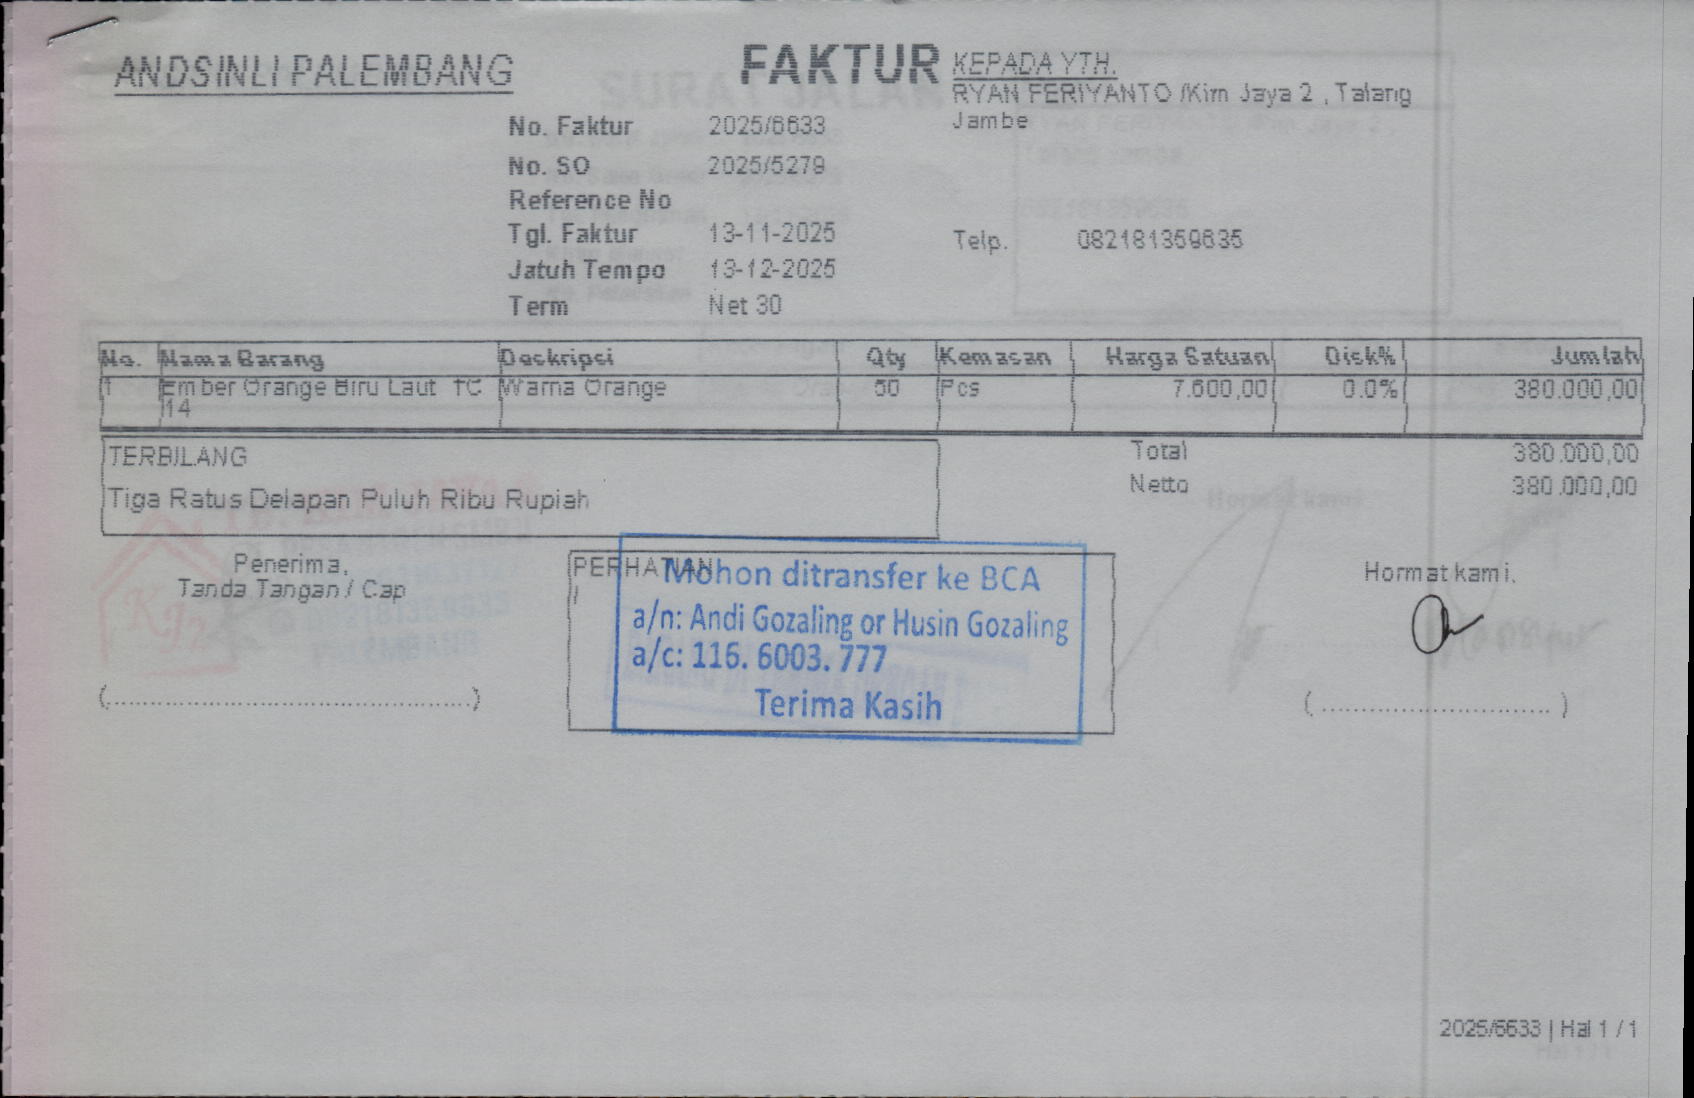 ANDSINLI PALEMBANG
FAKTUR
KEPADA YTH.
RYAN FERIYANTO /Kim Jaya 2 , Talang
Jambe
No. Faktur 2025/6633
No. SO 2025/5279
Reference No
Tgl. Faktur 13-11-2025
Telp. 082181359635
Jatuh Tempo 13-12-2025
Term Net 30
No. Nama Barang Deskripsi Qty Kemasan Harga Satuan Disk% Jumlah
1 Ember Orange Biru Laut TC Warna Orange 50 Pcs 7.600,00 0.0% 380.000,00
14
TERBILANG
Total 380.000,00
Tiga Ratus Delapan Puluh Ribu Rupiah
Netto 380.000,00
Penerima,
Tanda Tangan / Cap
PERHATIAN
Mohon ditransfer ke BCA
a/n: Andi Gozaling or Husin Gozaling
a/c: 116. 6003. 777
Terima Kasih
Hormat kami,
(..............................................)
(.............................)
2025/6633 | Hal 1 / 1